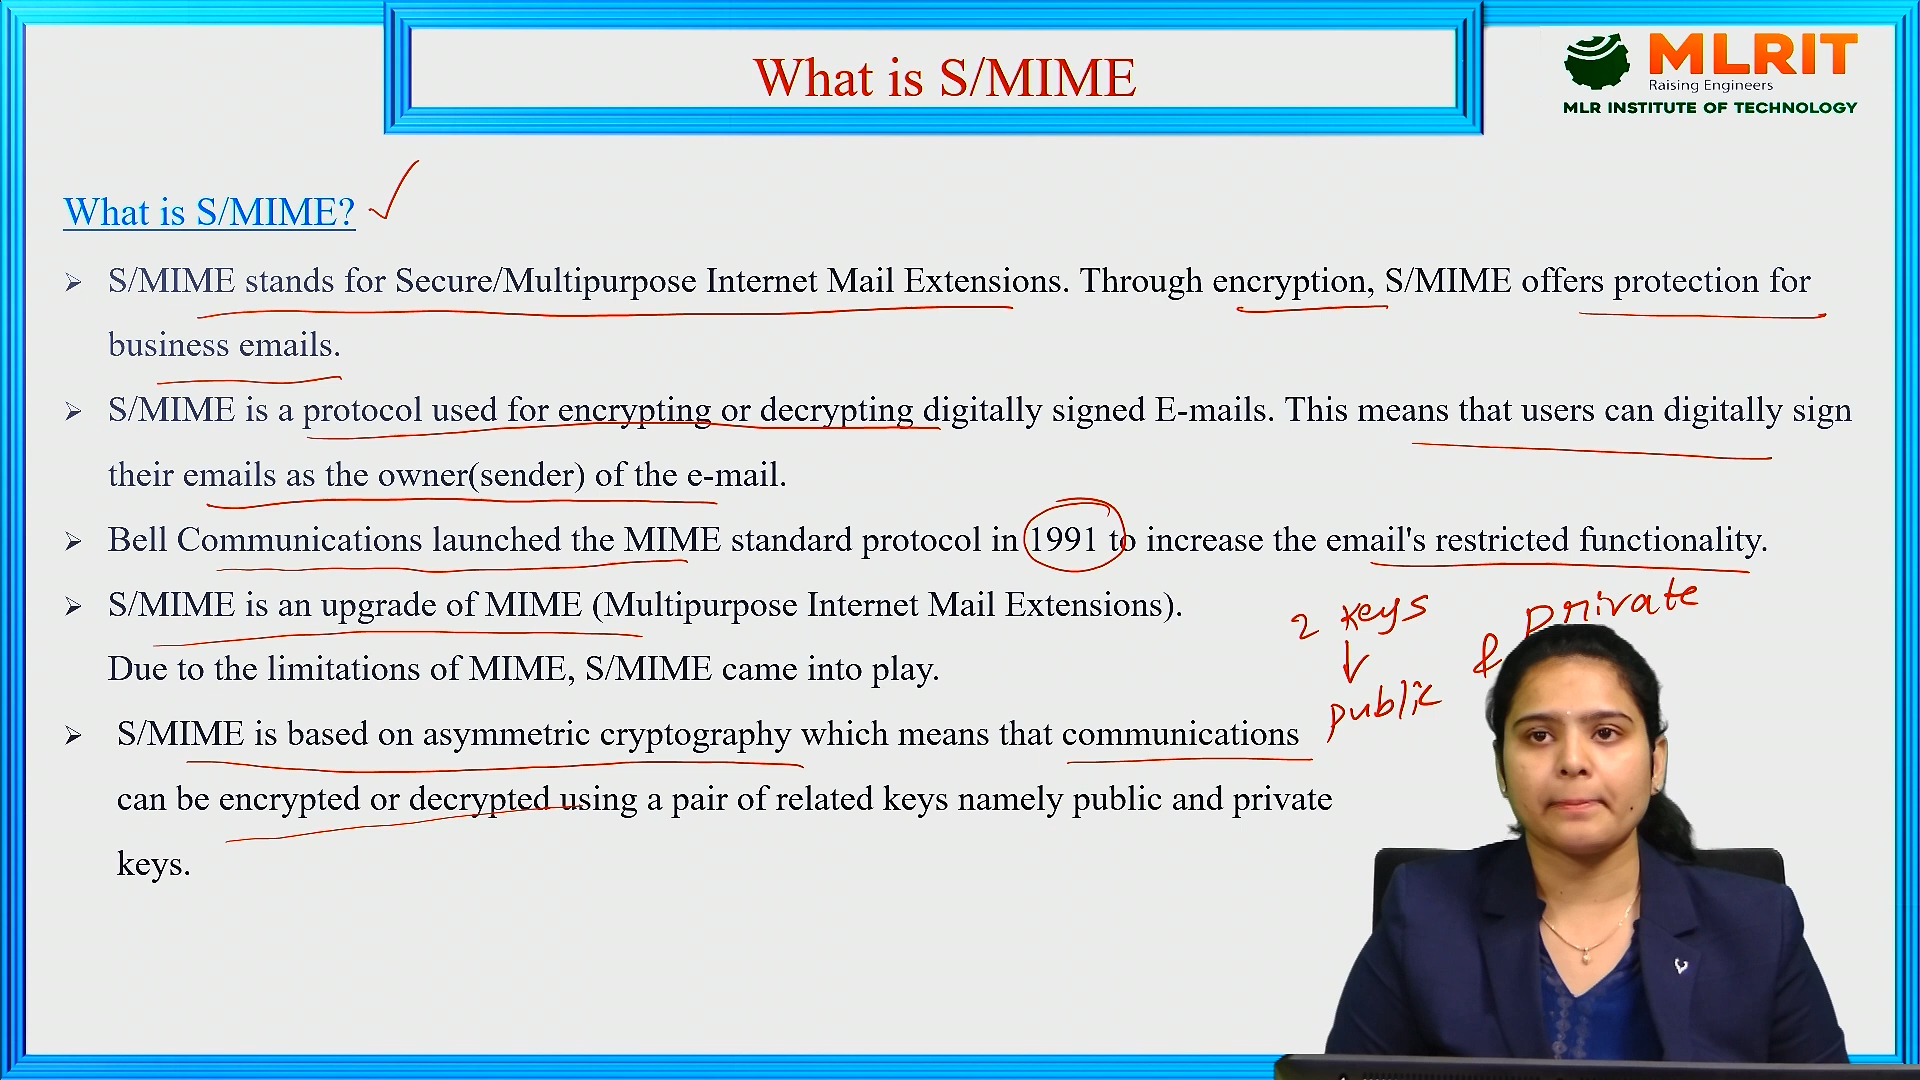 What is S/MIME
MLRIT
Raising Engineers
MLR INSTITUTE OF TECHNOLOGY
What is S/MIME?
S/MIME stands for Secure/Multipurpose Internet Mail Extensions. Through encryption, S/MIME offers protection for
business emails.
S/MIME is a protocol used for encrypting or decrypting digitally signed E-mails. This means that users can digitally sign
their emails as the owner(sender) of the e-mail.
Bell Communications launched the MIME standard protocol in 1991 to increase the email's restricted functionality.
S/MIME is an upgrade of MIME (Multipurpose Internet Mail Extensions).
2 keys & private
Due to the limitations of MIME, S/MIME came into play.
public
S/MIME is based on asymmetric cryptography which means that communications
can be encrypted or decrypted using a pair of related keys namely public and private
keys.